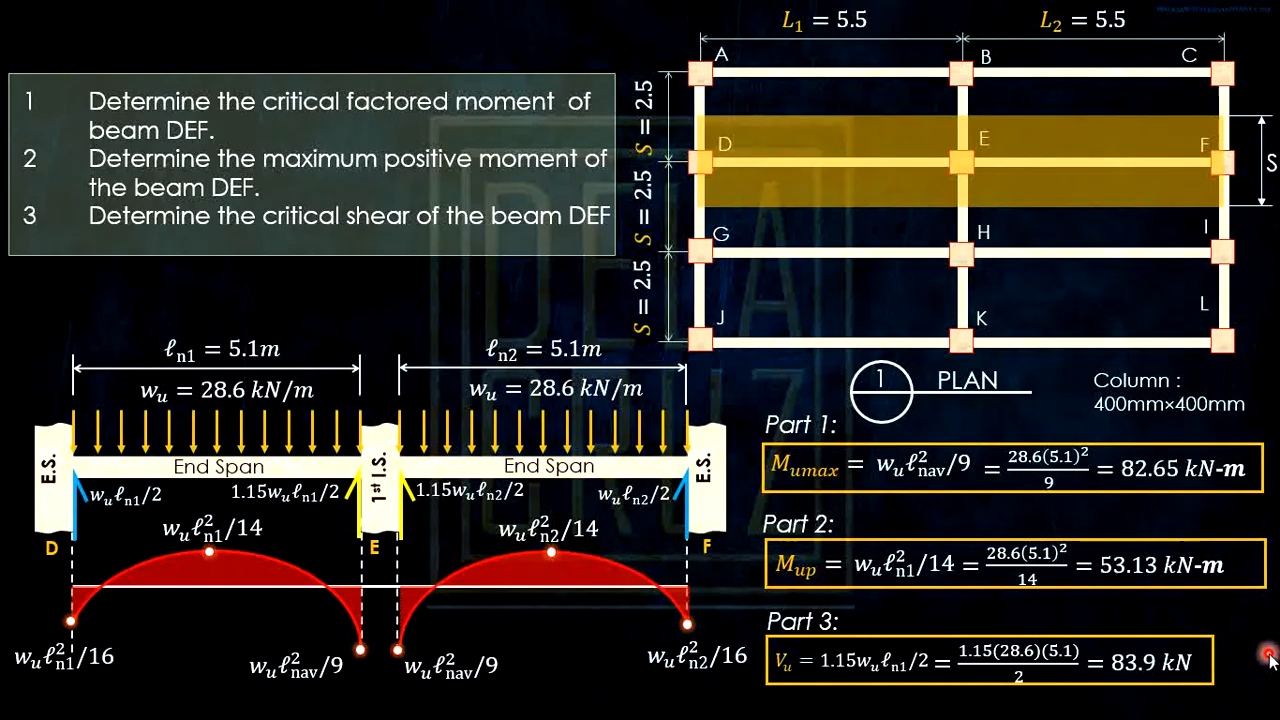 1 Determine the critical factored moment of
beam DEF.
2 Determine the maximum positive moment of
the beam DEF.
3 Determine the critical shear of the beam DEF
L₁ = 5.5
L₂ = 5.5
A
B
C
S = 2.5
D
E
F
S
S = 2.5
G
H
I
S = 2.5
J
K
L
1
PLAN
Column :
400mm×400mm
ℓn1 = 5.1m
ℓn2 = 5.1m
wᵤ = 28.6 kN/m
wᵤ = 28.6 kN/m
E.S.
End Span
1st I.S.
End Span
E.S.
wᵤℓn1/2
1.15wᵤℓn1/2
1.15wᵤℓn2/2
wᵤℓn2/2
wᵤℓ²n1/14
wᵤℓ²n2/14
D
E
F
wᵤℓ²n1/16
wᵤℓ²nav/9
wᵤℓ²nav/9
wᵤℓ²n2/16
Part 1:
Mumax = wᵤℓ²nav/9 = 28.6(5.1)²/9 = 82.65 kN-m
Part 2:
Mup = wᵤℓ²n1/14 = 28.6(5.1)²/14 = 53.13 kN-m
Part 3:
Vᵤ = 1.15wᵤℓn1/2 = 1.15(28.6)(5.1)/2 = 83.9 kN
DELA
CRUZ